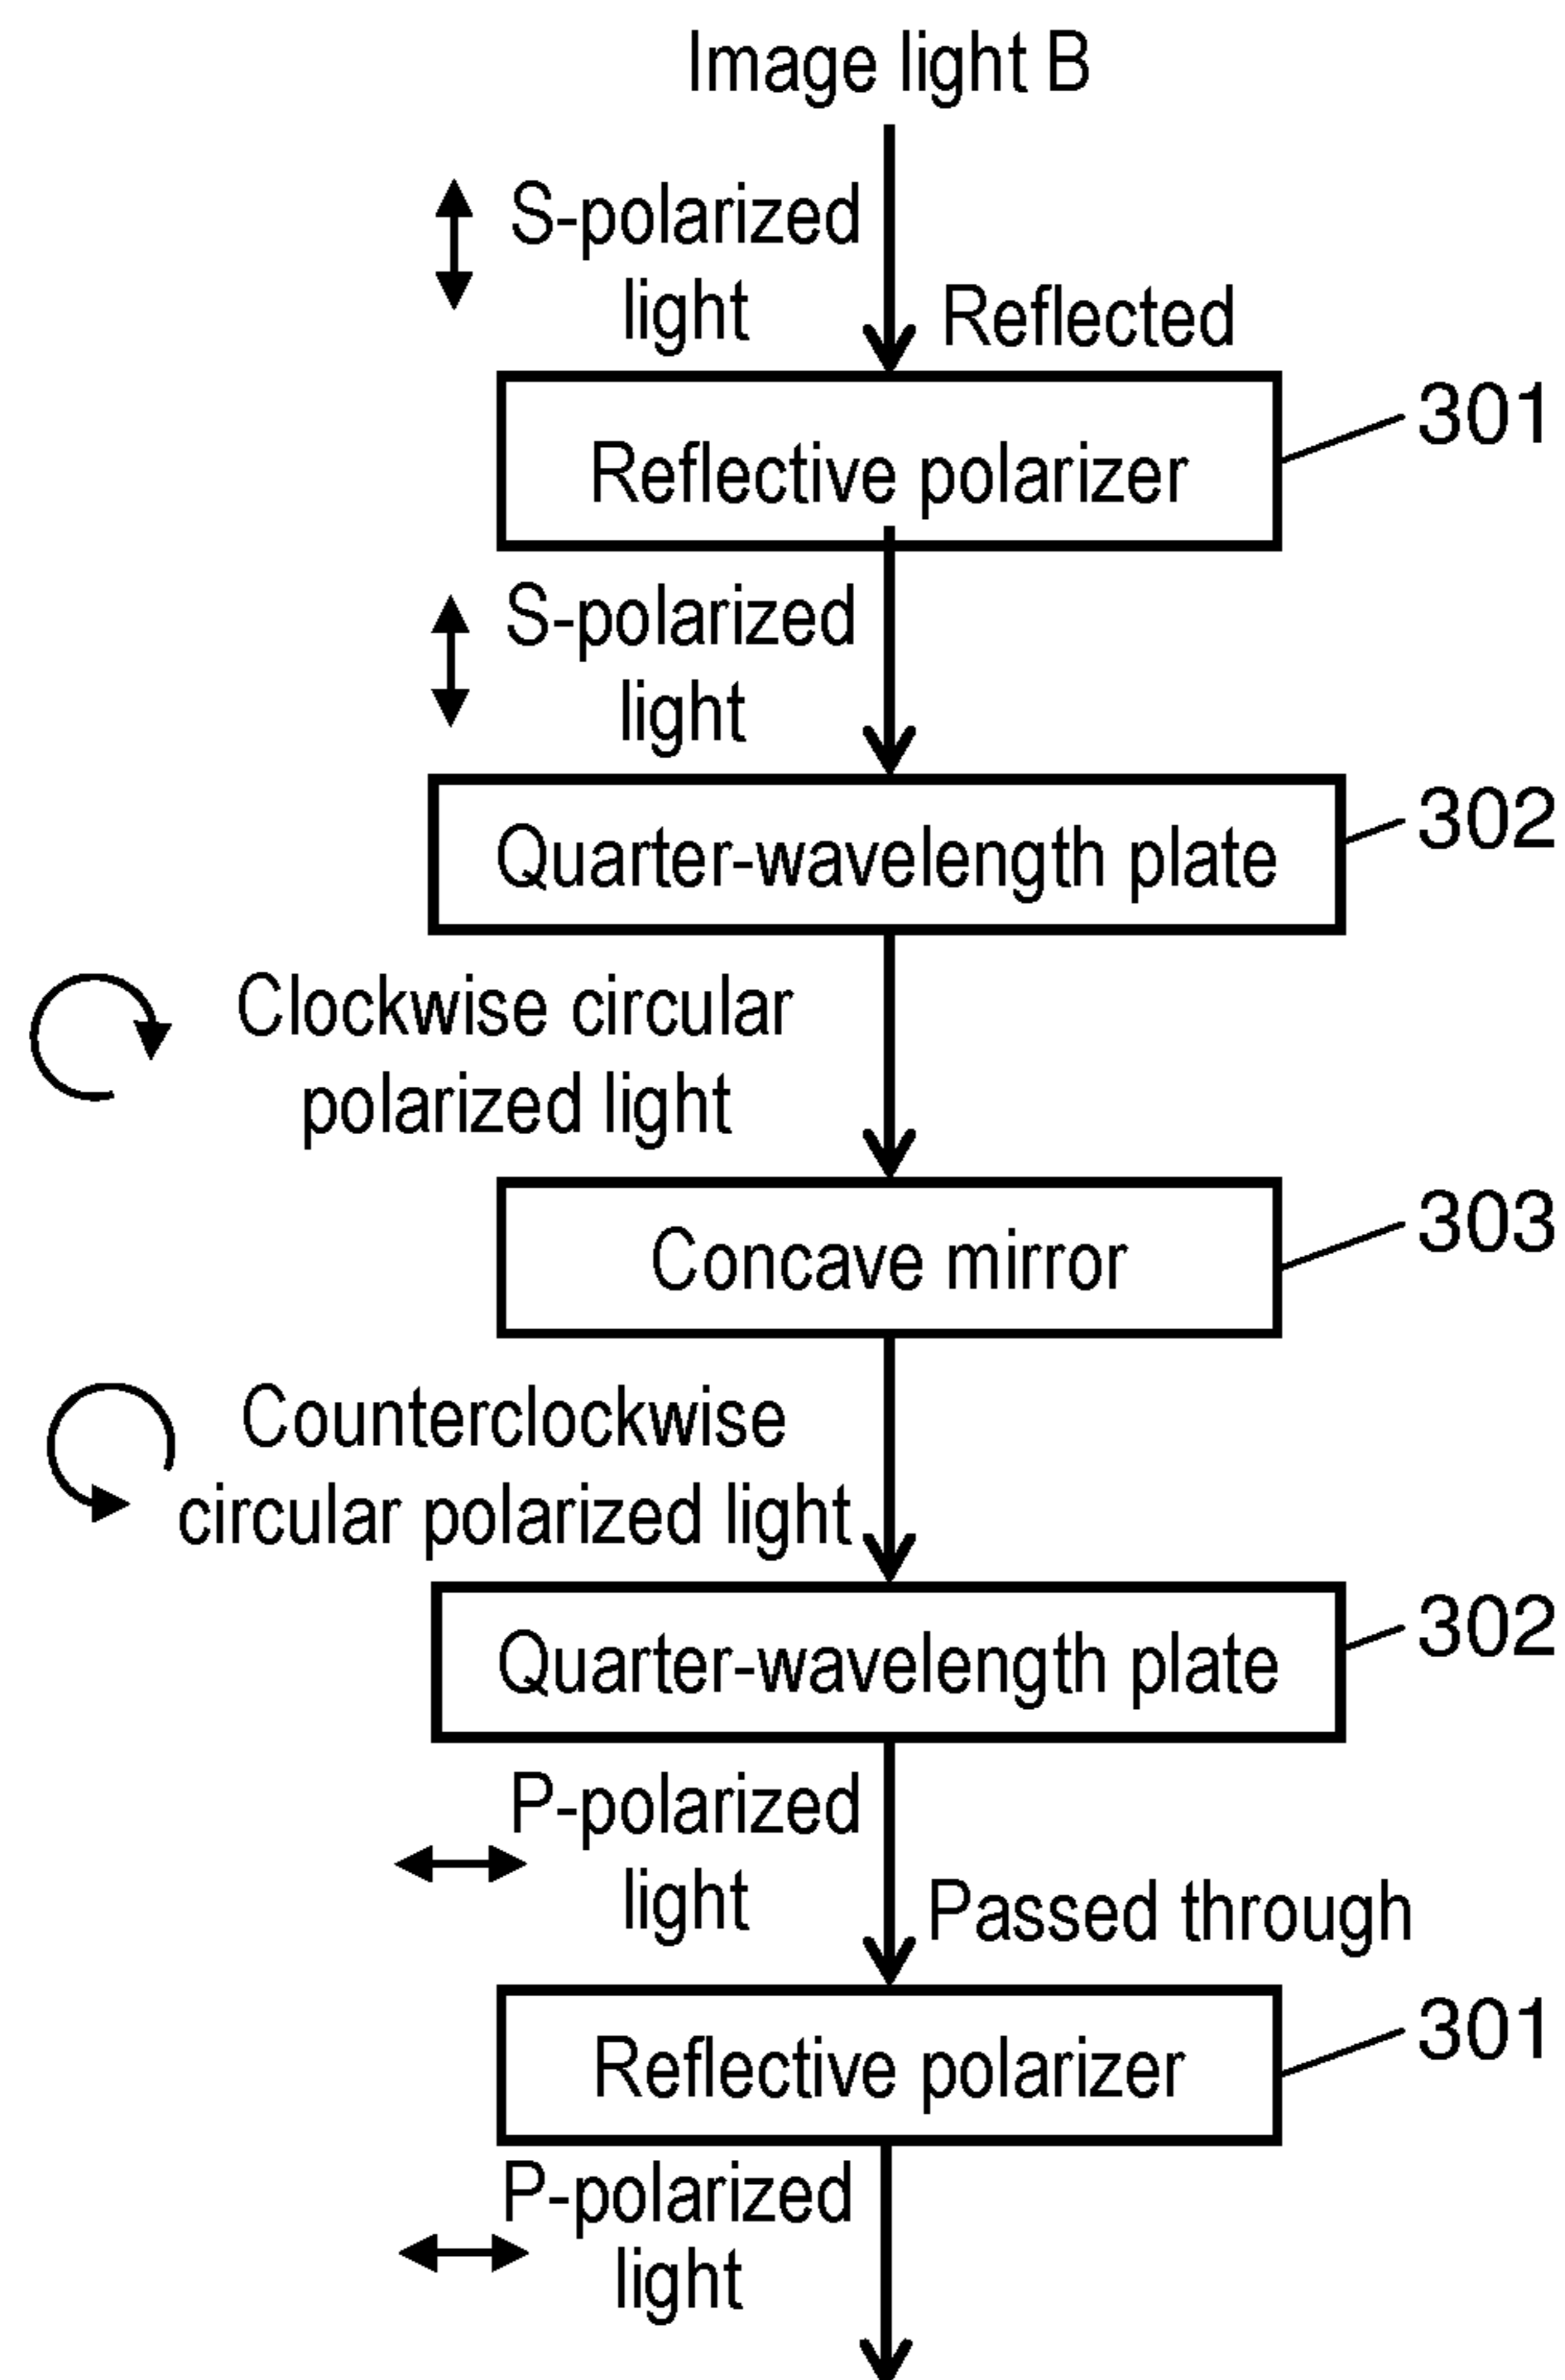 Image light B
S-polarized
light
Reflected
Reflective polarizer
301
S-polarized
light
Quarter-wavelength plate
302
Clockwise circular
polarized light
Concave mirror
303
Counterclockwise
circular polarized light
Quarter-wavelength plate
302
P-polarized
light
Passed through
Reflective polarizer
301
P-polarized
light